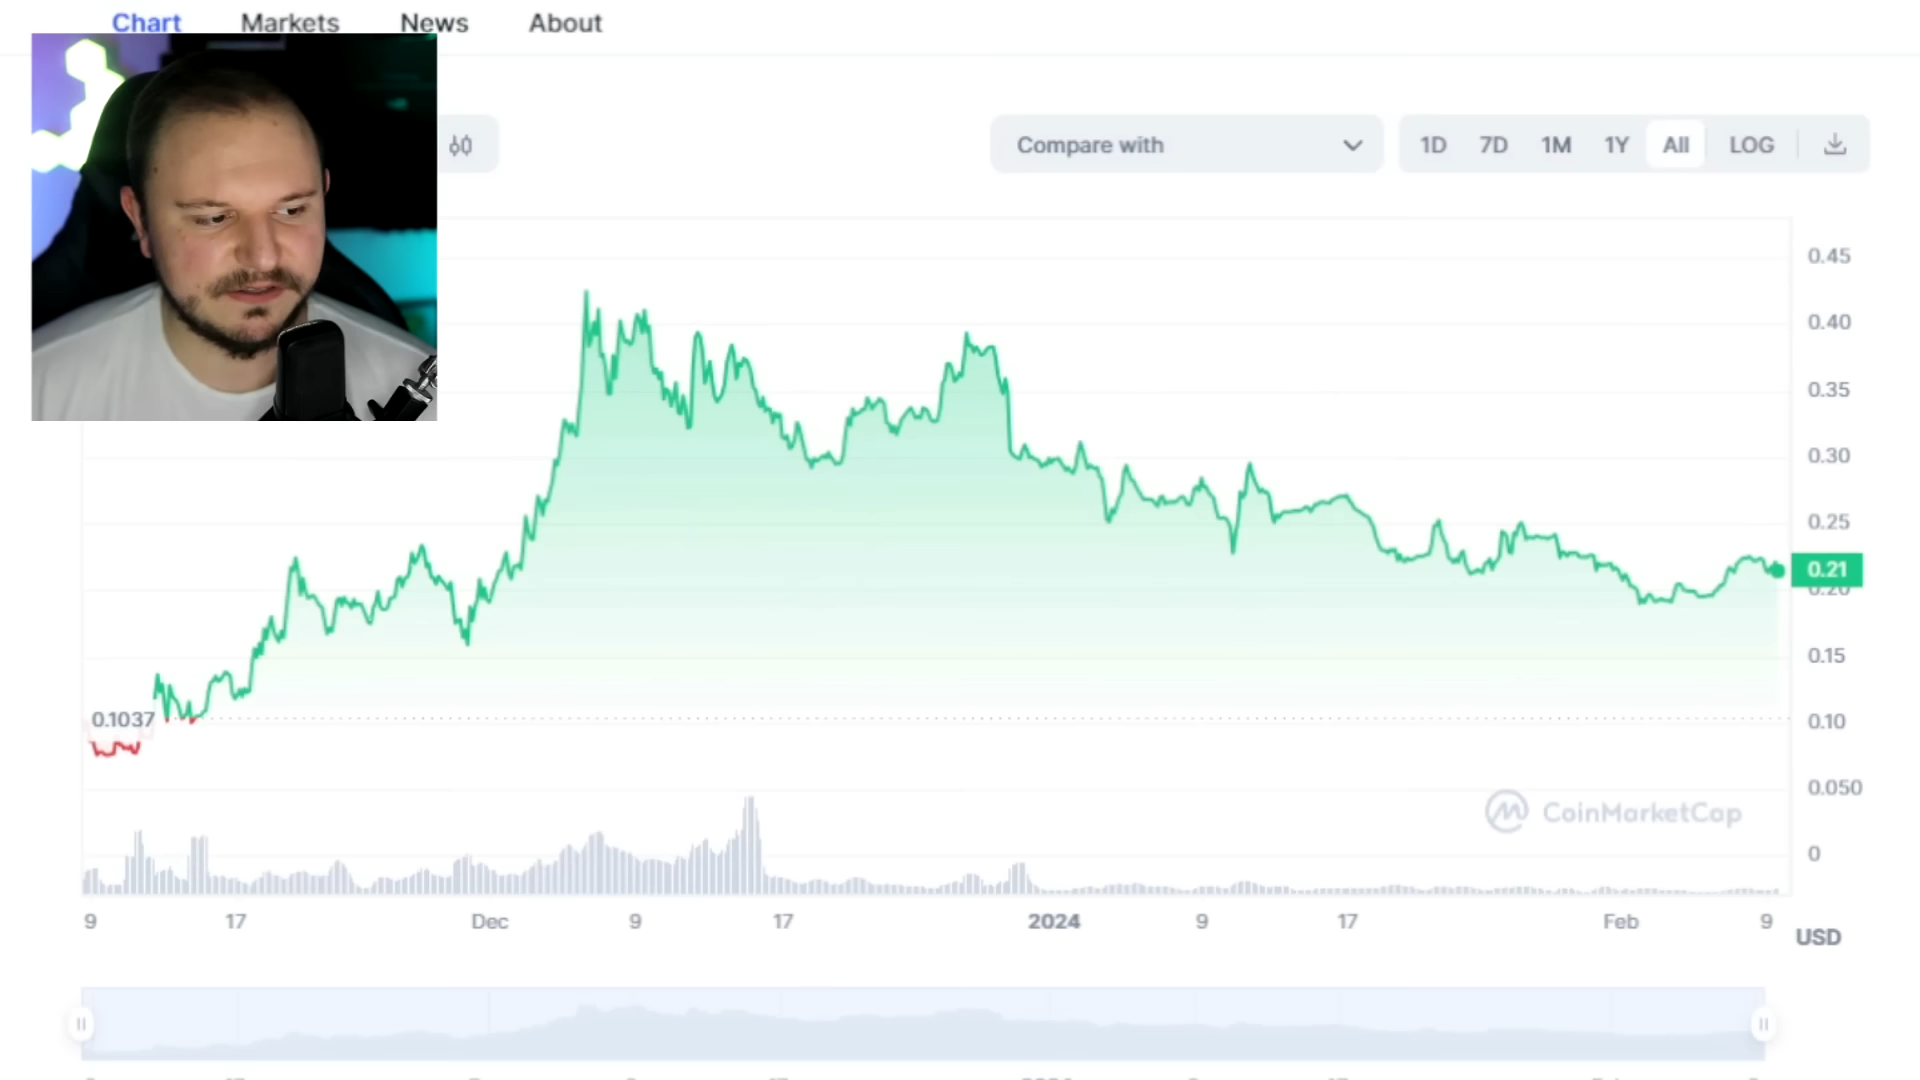 Chart Markets News About
Compare with 1D 7D 1M 1Y All LOG
0.45
0.40
0.35
0.30
0.25
0.21
0.20
0.15
0.1037 0.10
0.050
CoinMarketCap
0
9 17 Dec 9 17 2024 9 17 Feb 9
USD